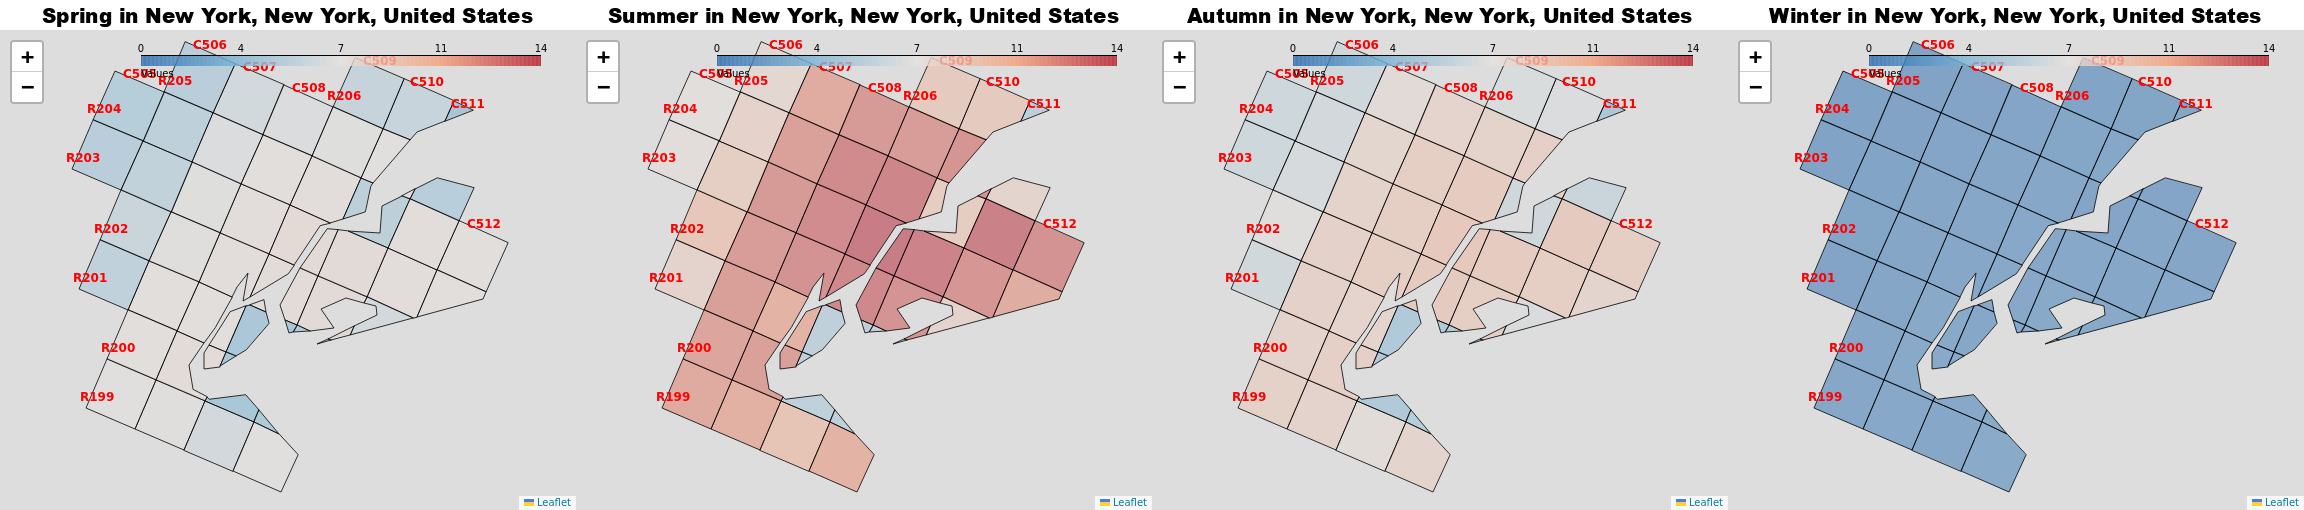 Spring in New York, New York, United States
+
−
0 4 7 11 14
Values
C505 C506 C507 C508 C509 C510 C511 C512
R206
R205
R204
R203
R202
R201
R200
R199
Leaflet
Summer in New York, New York, United States
+
−
0 4 7 11 14
Values
C505 C506 C507 C508 C509 C510 C511 C512
R206
R205
R204
R203
R202
R201
R200
R199
Leaflet
Autumn in New York, New York, United States
+
−
0 4 7 11 14
Values
C505 C506 C507 C508 C509 C510 C511 C512
R206
R205
R204
R203
R202
R201
R200
R199
Leaflet
Winter in New York, New York, United States
+
−
0 4 7 11 14
Values
C505 C506 C507 C508 C509 C510 C511 C512
R206
R205
R204
R203
R202
R201
R200
R199
Leaflet